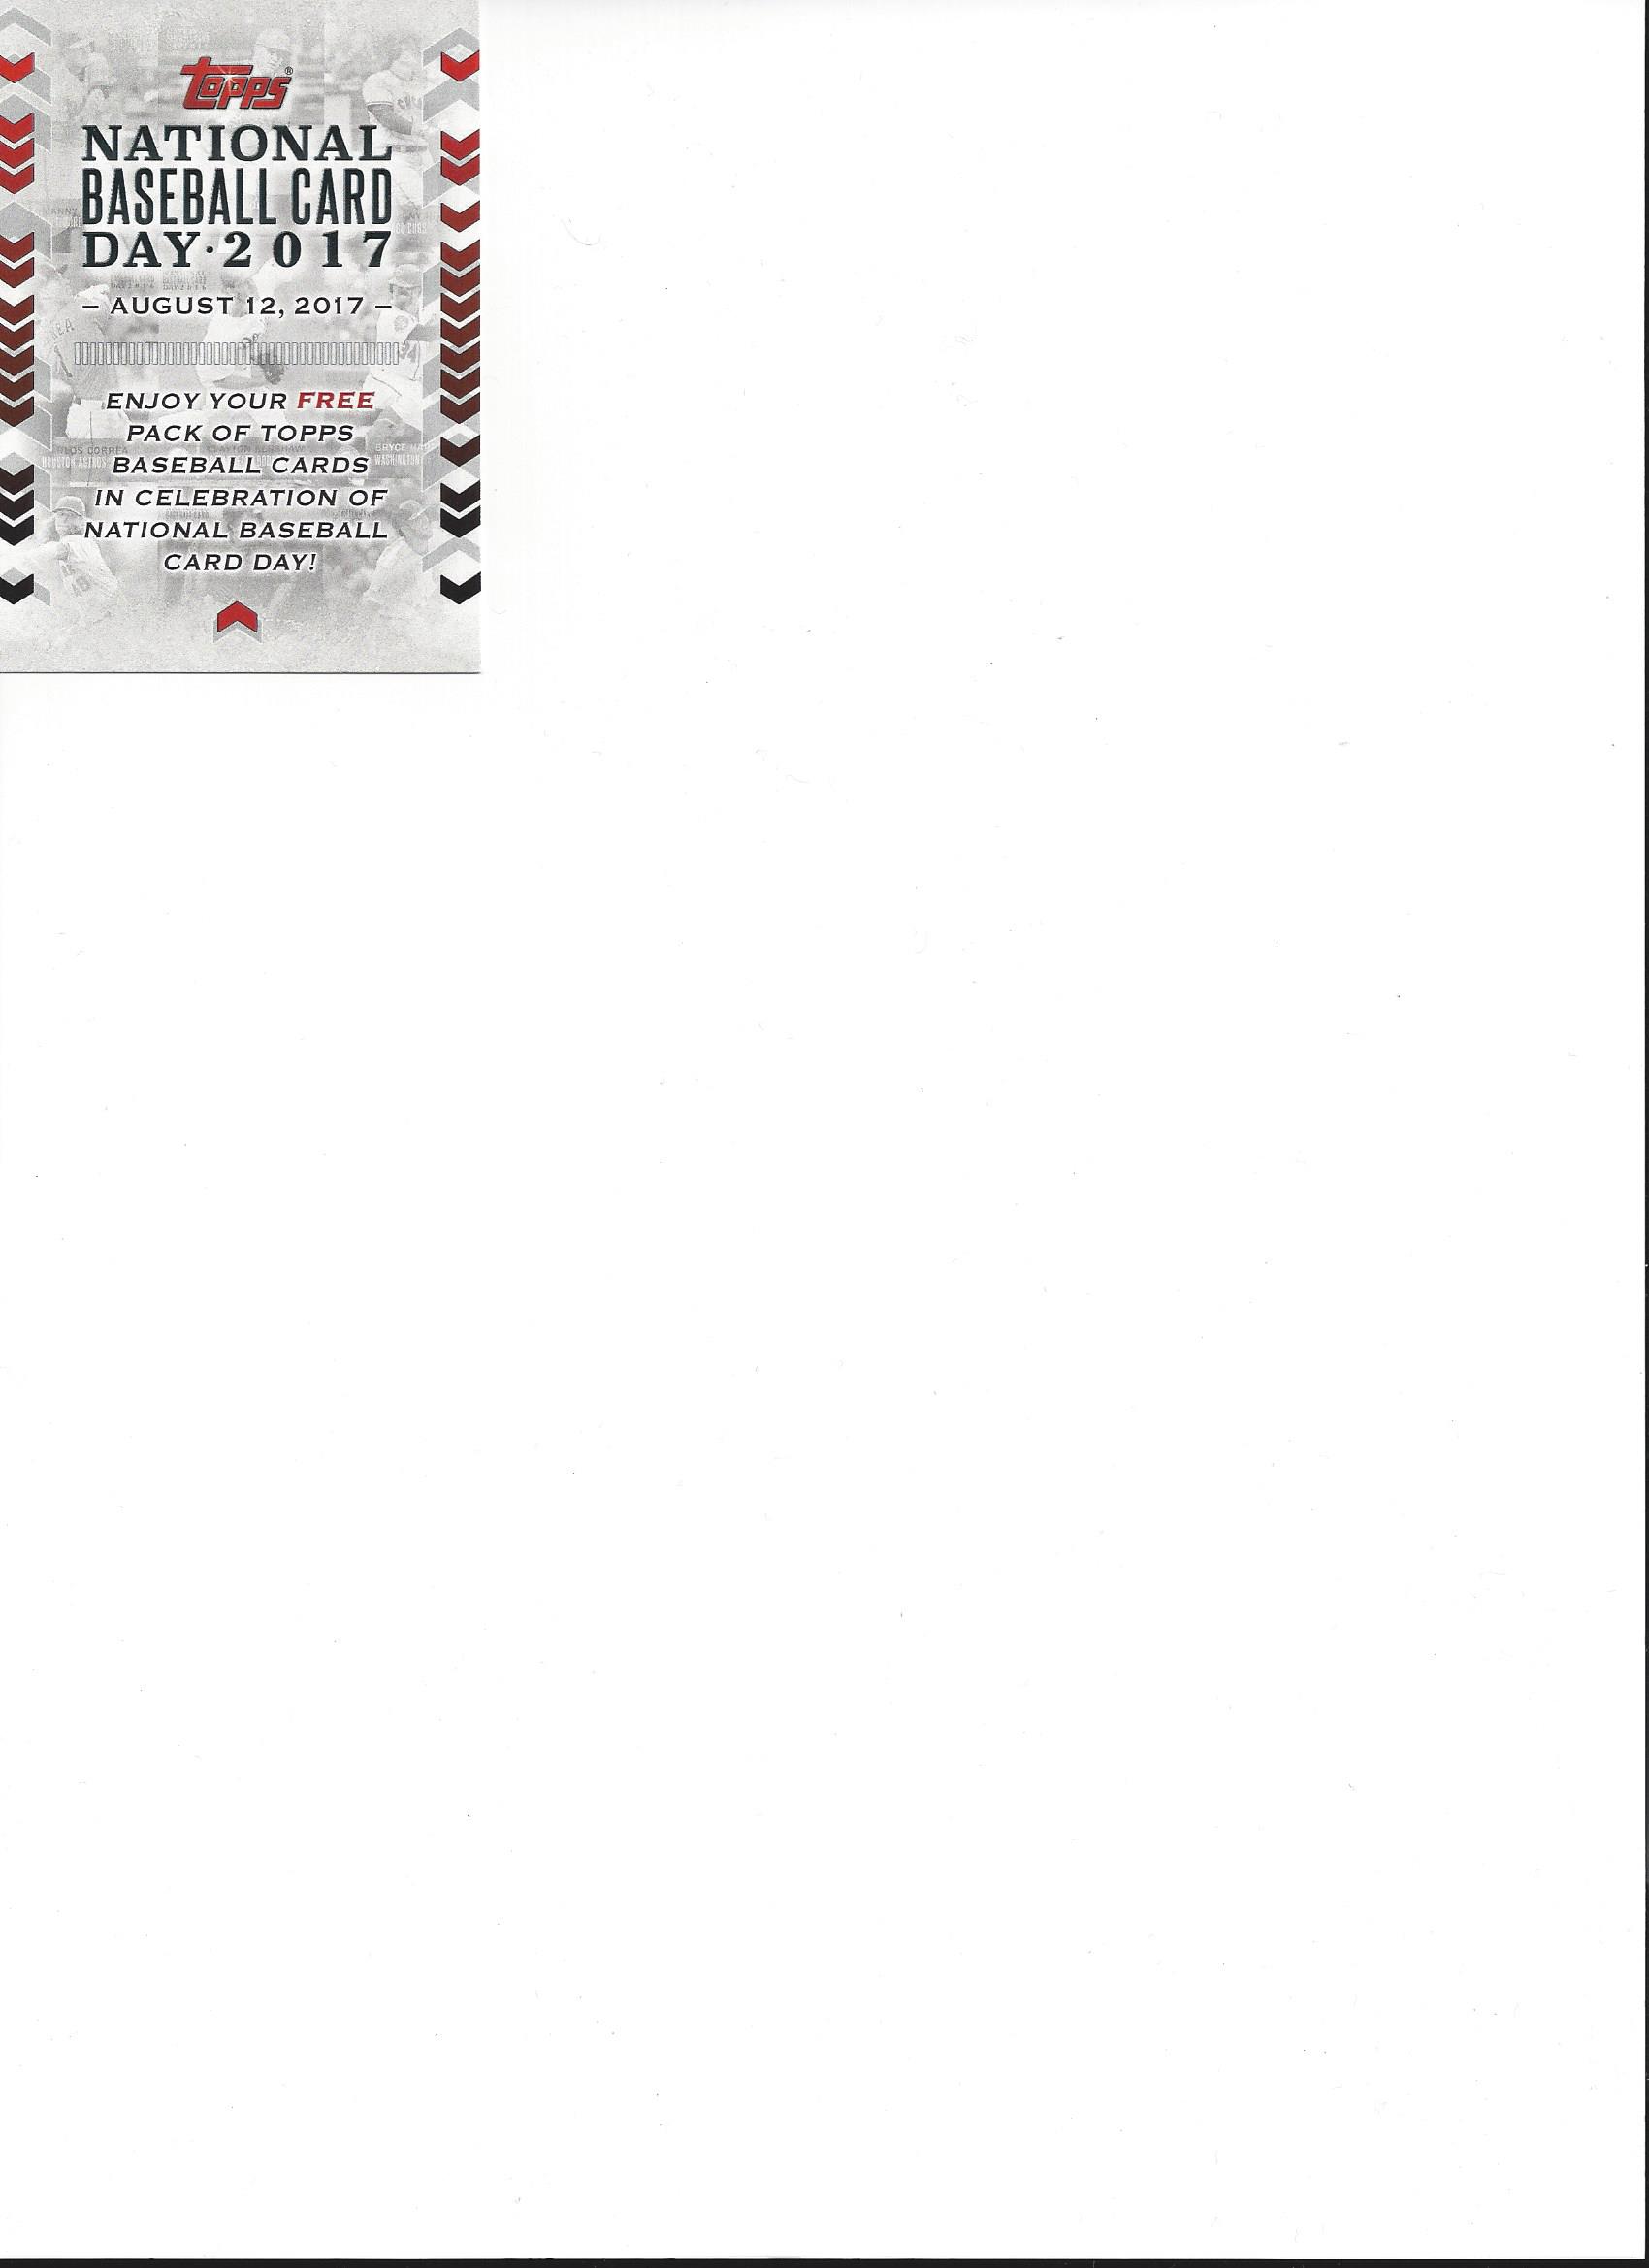 Topps®
NATIONAL
BASEBALL CARD
DAY·2017
– AUGUST 12, 2017 –
ENJOY YOUR FREE
PACK OF TOPPS
BASEBALL CARDS
IN CELEBRATION OF
NATIONAL BASEBALL
CARD DAY!